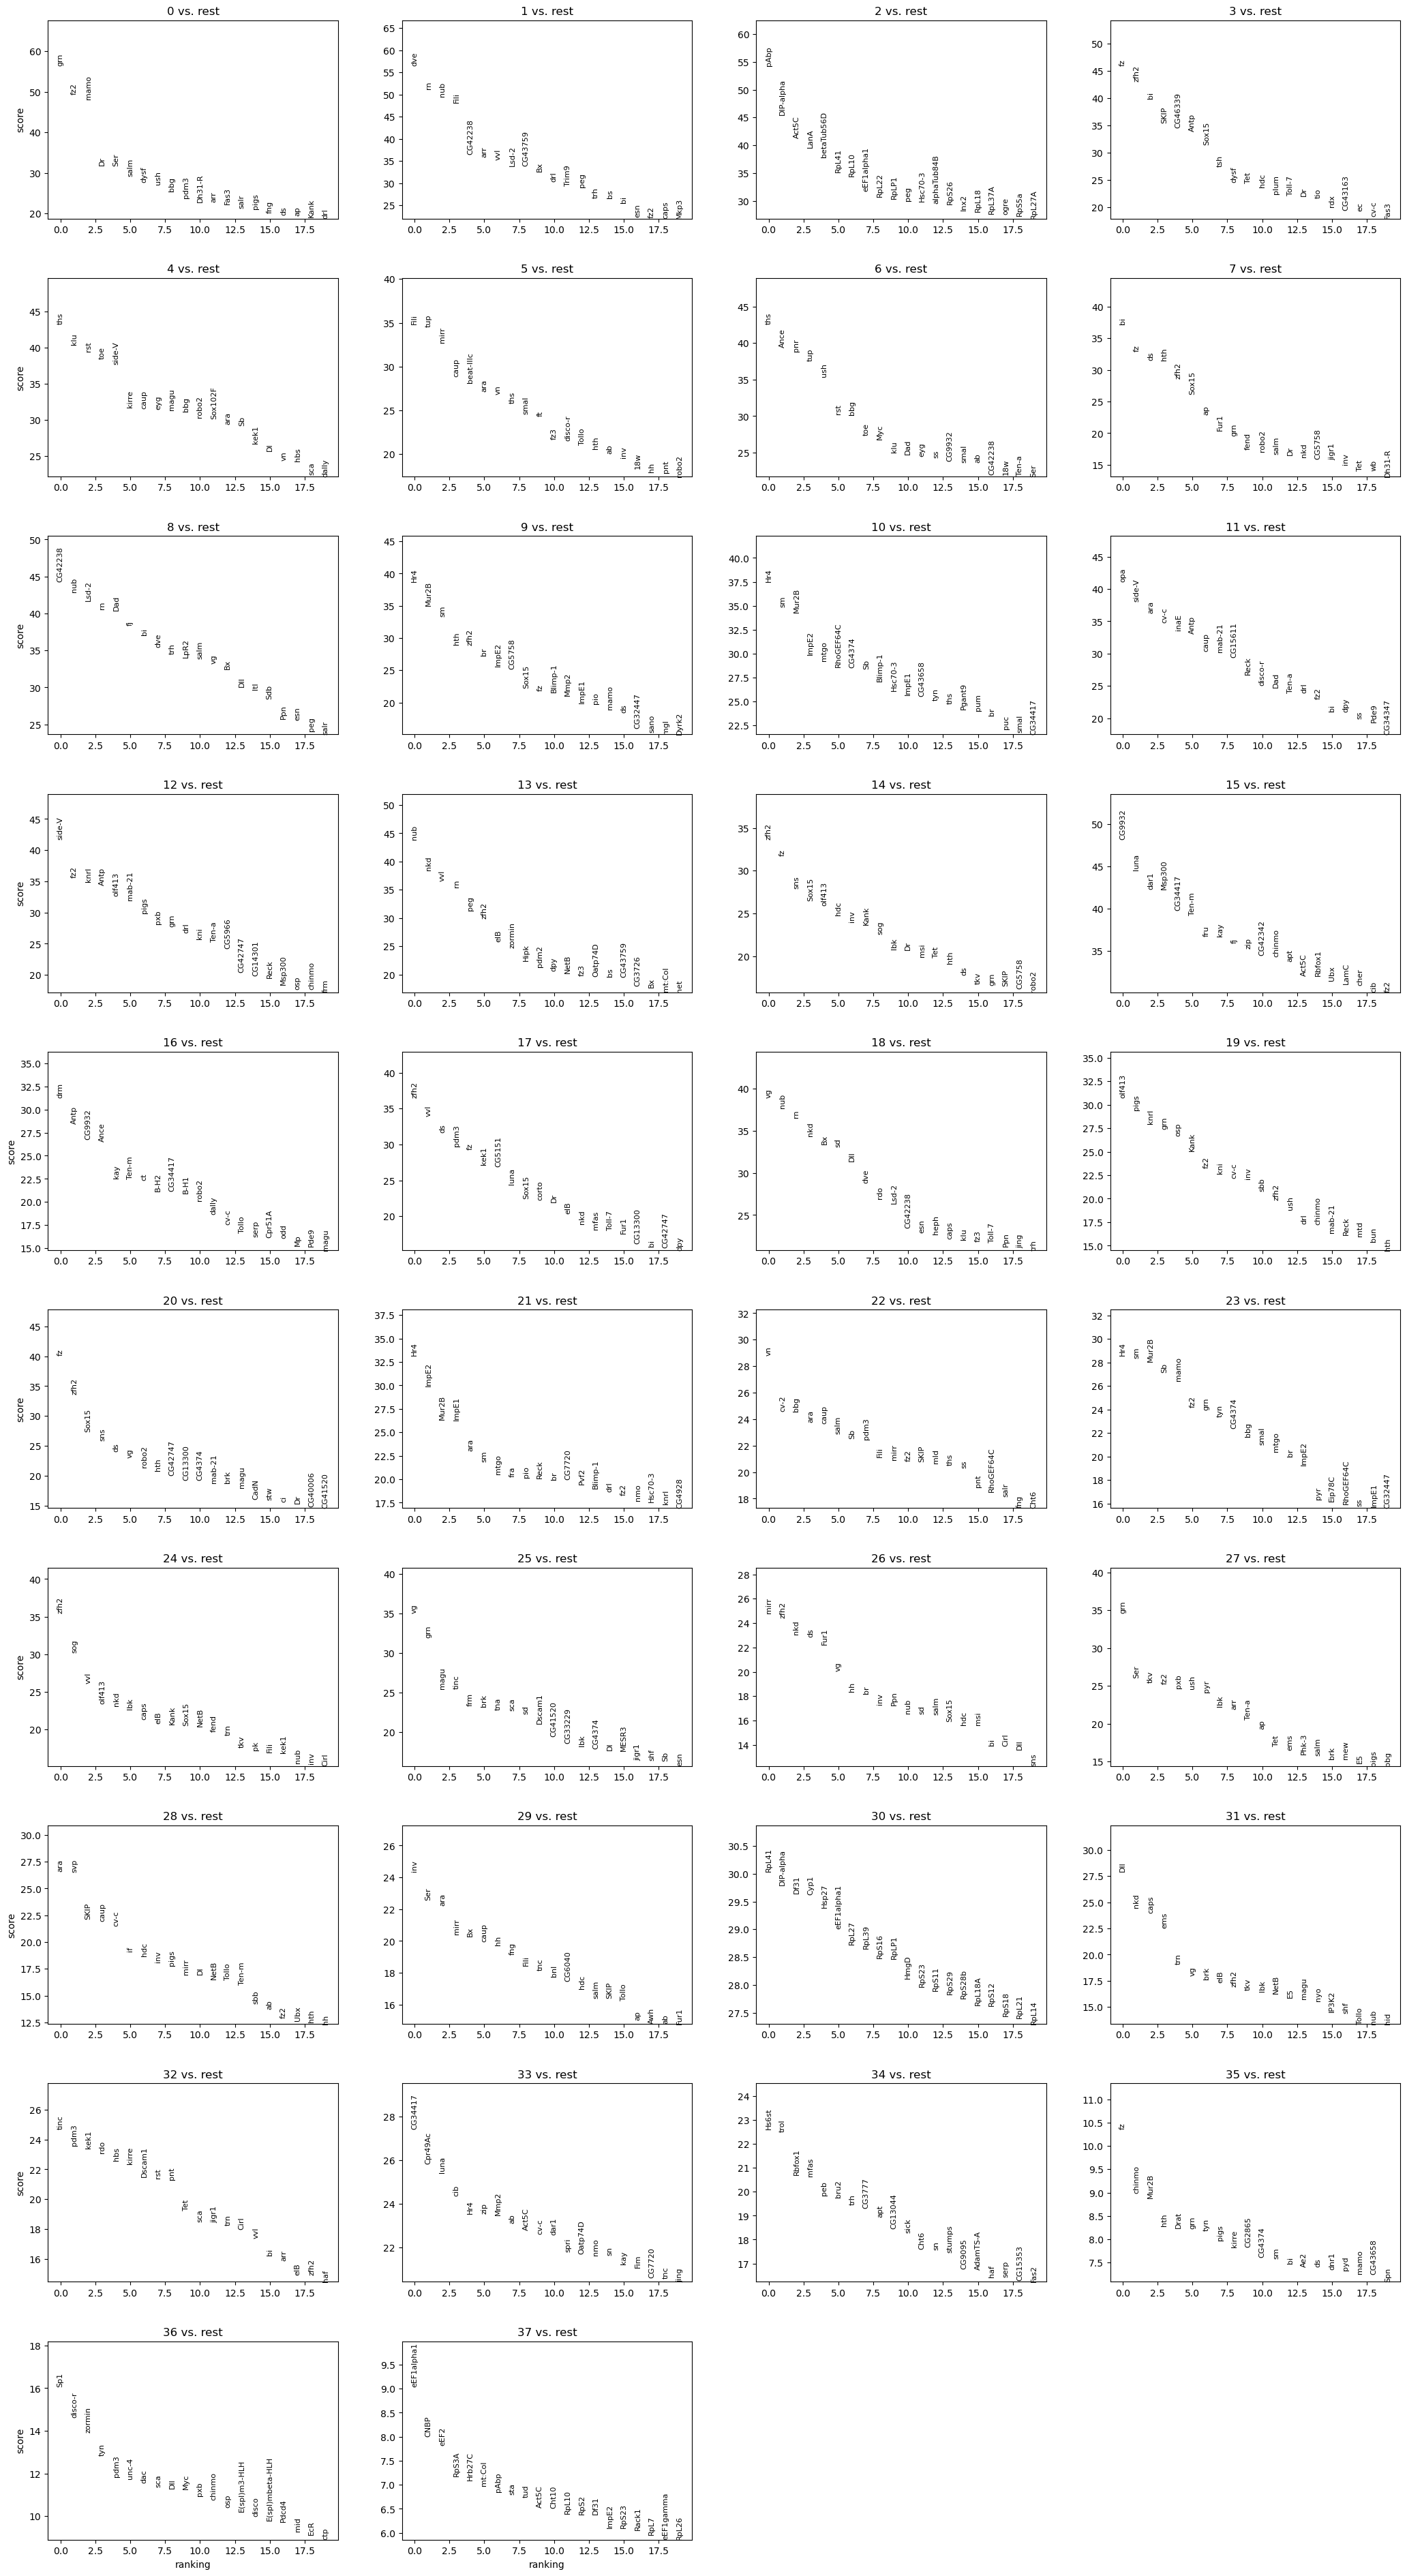 0 vs. rest
score
grn fz2 mamo Dr Ser salm dysf ush bbg pdm3 Dh31-R arr Fas3 salr pigs fng ds ap Kank drl
1 vs. rest
dve rn nub Fili CG42238 arr vvl Lsd-2 CG43759 Bx drl Trim9 peg trh bs bi esn fz2 caps Mkp3
2 vs. rest
pAbp DIP-alpha Act5C LanA betaTub56D RpL41 RpL10 eEF1alpha1 RpL22 RpLP1 peg Hsc70-3 alphaTub84B RpS26 Inx2 RpL18 RpL37A ogre RpS5a RpL27A
3 vs. rest
fz zfh2 bi SKIP CG46339 Antp Sox15 tsh dysf Tet hdc plum Toll-7 Dr tio rdx CG43163 ec cv-c Fas3
4 vs. rest
score
ths klu rst toe side-V kirre caup eyg magu bbg robo2 Sox102F ara Sb kek1 Dl vn hbs sca dally
5 vs. rest
Fili tup mirr caup beat-IIIc ara vn ths smal ft fz3 disco-r Tollo hth ab inv 18w hh pnt robo2
6 vs. rest
ths Ance pnr tup ush rst bbg toe Myc klu Dad eyg ss CG9932 smal ab CG42238 18w Ten-a Ser
7 vs. rest
bi fz ds hth zfh2 Sox15 ap Fur1 grn fend robo2 salm Dr nkd CG5758 jigr1 inv Tet wb Dh31-R
8 vs. rest
score
CG42238 nub Lsd-2 rn Dad fj bi dve trh LpR2 salm vg Bx Dll Itl Sdb Ppn esn peg salr
9 vs. rest
Hr4 Mur2B sm hth zfh2 br ImpE2 CG5758 Sox15 fz Blimp-1 Mmp2 ImpE1 pio mamo ds CG32447 sano mgl Dyrk2
10 vs. rest
Hr4 sm Mur2B ImpE2 mtgo RhoGEF64C CG4374 Sb Blimp-1 Hsc70-3 ImpE1 CG43658 tyn ths Pgant9 pum br puc smal CG34417
11 vs. rest
opa side-V ara cv-c inaE Antp caup mab-21 CG15611 Reck disco-r Dad Ten-a drl fz2 bi dpy ss Pde9 CG34347
12 vs. rest
score
side-V fz2 knrl Antp olf413 mab-21 pigs pxb grn drl kni Ten-a CG5966 CG42747 CG14301 Reck Msp300 osp chinmo frm
13 vs. rest
nub nkd vvl rn peg zfh2 elB zormin Hipk pdm2 dpy NetB fz3 Oatp74D bs CG43759 CG3726 Bx mt:CoI net
14 vs. rest
zfh2 fz sns Sox15 olf413 hdc inv Kank sog lbk Dr msi Tet hth ds tkv grn SKIP CG5758 robo2
15 vs. rest
CG9932 luna dar1 Msp300 CG34417 Ten-m fru kay fj zip CG42342 chinmo apt Act5C Rbfox1 Ubx LamC cher cib fz2
16 vs. rest
score
drm Antp CG9932 Ance kay Ten-m ct B-H2 CG34417 B-H1 robo2 dally cv-c Tollo serp Cpr51A odd Mp Pde9 magu
17 vs. rest
zfh2 vvl ds pdm3 fz kek1 CG5151 luna Sox15 corto Dr elB nkd mfas Toll-7 Fur1 CG13300 bi CG42747 dpy
18 vs. rest
vg nub rn nkd Bx sd Dll dve rdo Lsd-2 CG42238 esn heph caps klu fz3 Toll-7 Ppn jing trh
19 vs. rest
olf413 pigs knrl grn osp Kank fz2 kni cv-c inv sbb zfh2 ush drl chinmo mab-21 Reck mtd bun hth
20 vs. rest
score
fz zfh2 Sox15 sns ds vg robo2 hth CG42747 CG13300 CG4374 mab-21 brk magu CadN stw ci Dr CG40006 CG41520
21 vs. rest
Hr4 ImpE2 Mur2B ImpE1 ara sm mtgo fra pio Reck br CG7720 Pvf2 Blimp-1 drl fz2 nmo Hsc70-3 knrl CG4928
22 vs. rest
vn cv-2 bbg ara caup salm Sb pdm3 Fili mirr fz2 SKIP mld ths ss pnt RhoGEF64C salr fng Cht6
23 vs. rest
Hr4 sm Mur2B Sb mamo fz2 grn tyn CG4374 bbg smal mtgo br ImpE2 pyr Eip78C RhoGEF64C ss ImpE1 CG32447
24 vs. rest
score
zfh2 sog vvl olf413 nkd lbk caps elB Kank Sox15 NetB fend trn tkv pk Fili kek1 nub inv Cirl
25 vs. rest
vg grn magu tinc frm brk tna sca sd Dscam1 CG41520 CG33229 lbk CG4374 Dl MESR3 jigr1 shf Sb esn
26 vs. rest
mirr zfh2 nkd ds Fur1 vg hh br inv Ppn nub sd salm Sox15 hdc msi bi Cirl Dll sns
27 vs. rest
grn Ser tkv fz2 pxb ush pyr lbk arr Ten-a ap Tet ems Phk-3 salm brk mew E5 pigs bbg
28 vs. rest
score
ara svp SKIP caup cv-c if hdc inv pigs mirr Dl NetB Tollo Ten-m sbb ab fz2 Ubx hth hh
29 vs. rest
inv Ser ara mirr Bx caup hh fng Fili tnc bnl CG6040 hdc salm SKIP Tollo ap Awh ab Fur1
30 vs. rest
RpL41 DIP-alpha Df31 Cyp1 Hsp27 eEF1alpha1 RpL27 RpL39 RpS16 RpLP1 HmgD RpS23 RpS11 RpS29 RpS28b RpL18A RpS12 RpS18 RpL21 RpL14
31 vs. rest
Dll nkd caps ems trn vg brk elB zfh2 tkv lbk NetB E5 magu nyo IP3K2 shf Tollo nub hid
32 vs. rest
score
tinc pdm3 kek1 rdo hbs kirre Dscam1 rst pnt Tet sca jigr1 trn Cirl vvl bi arr elB zfh2 haf
33 vs. rest
CG34417 Cpr49Ac luna cib Hr4 zip Mmp2 ab Act5C cv-c dar1 spri Oatp74D nmo sn kay Fim CG7720 tnc jing
34 vs. rest
Hs6st trol Rbfox1 mfas peb bru2 trh CG3777 apt CG13044 sick Cht6 sn stumps CG9095 AdamTS-A haf serp CG15353 Fas2
35 vs. rest
fz chinmo Mur2B hth Drat grn tyn pigs kirre CG2865 CG4374 sm bi Ae2 ds dnr1 pyd mamo CG43658 Spn
36 vs. rest
score
Sp1 disco-r zormin tyn pdm3 unc-4 dac sca Dll Myc pxb chinmo osp E(spl)m3-HLH disco E(spl)mbeta-HLH Pdcd4 mid EcR ctp
ranking
37 vs. rest
eEF1alpha1 CNBP eEF2 RpS3A Hrb27C mt:CoI pAbp sta tud Act5C Cht10 RpL10 RpS2 Df31 ImpE2 RpS23 Rack1 RpL7 eEF1gamma RpL26
ranking